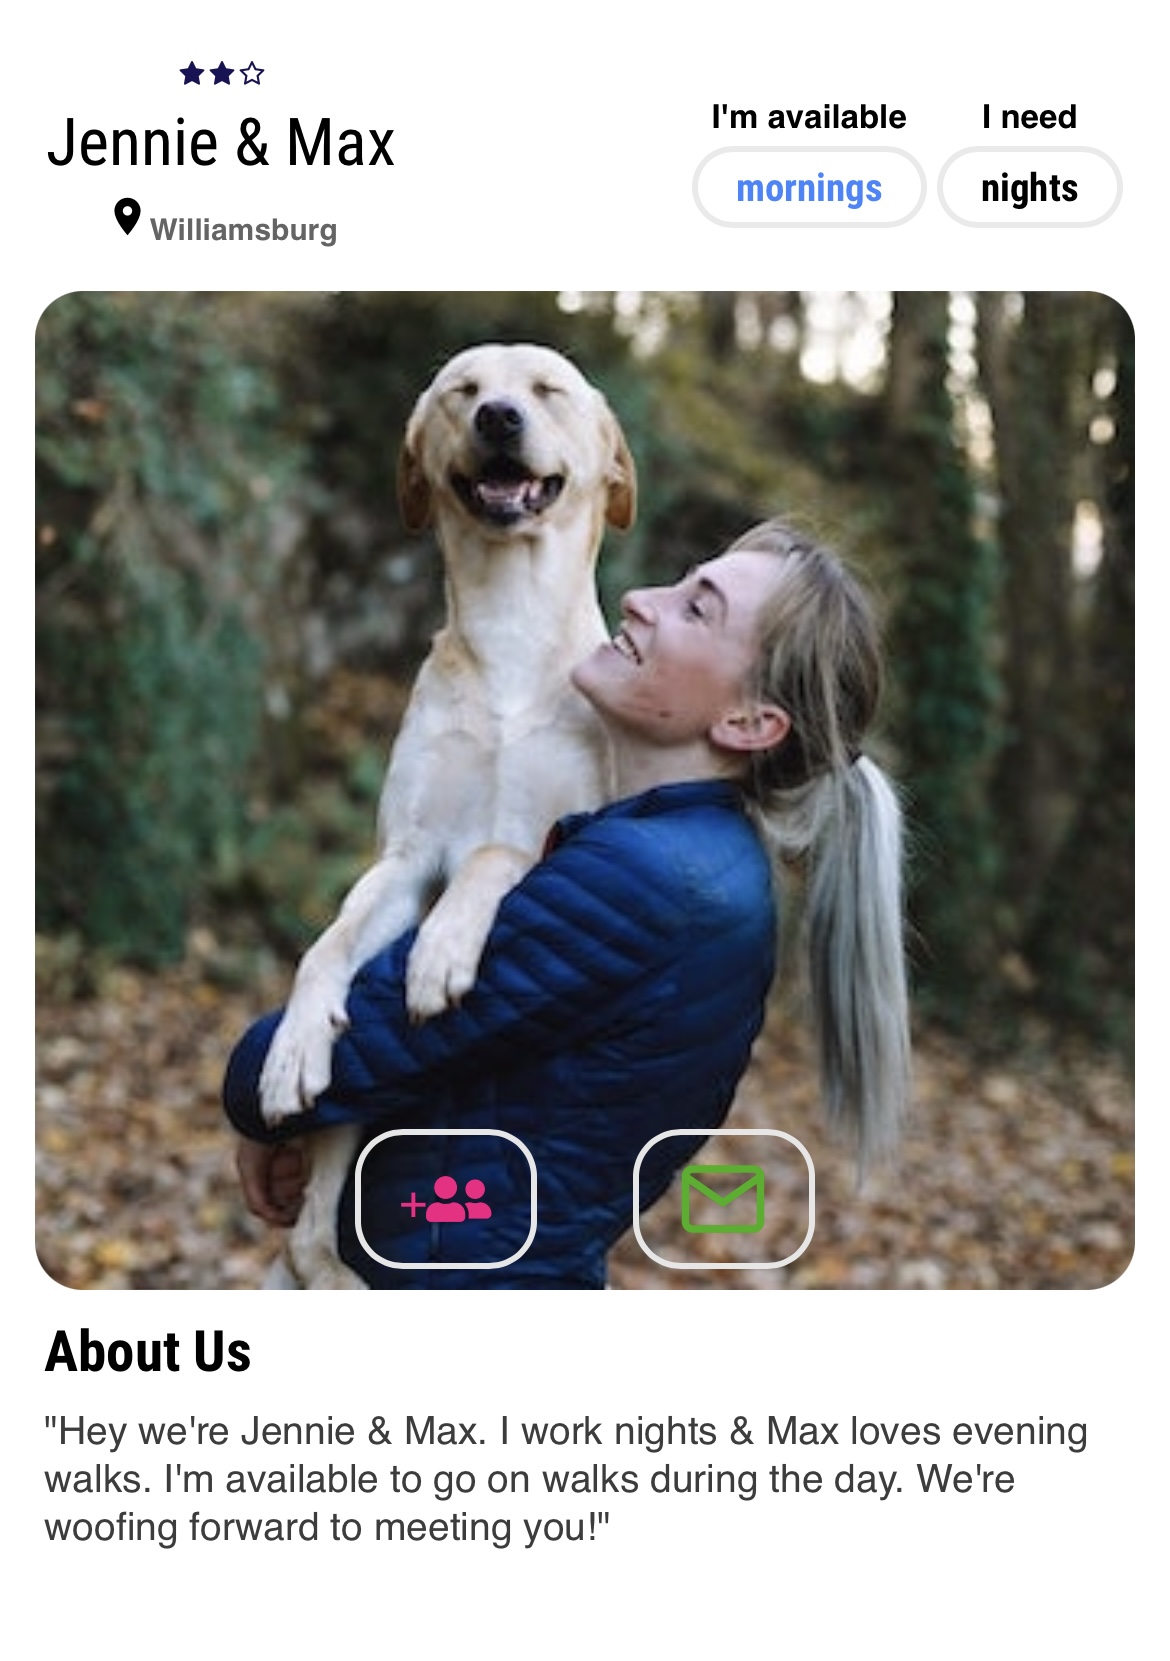 Jennie & Max
Williamsburg
I'm available
mornings
I need
nights
About Us
"Hey we're Jennie & Max. I work nights & Max loves evening
walks. I'm available to go on walks during the day. We're
woofing forward to meeting you!"